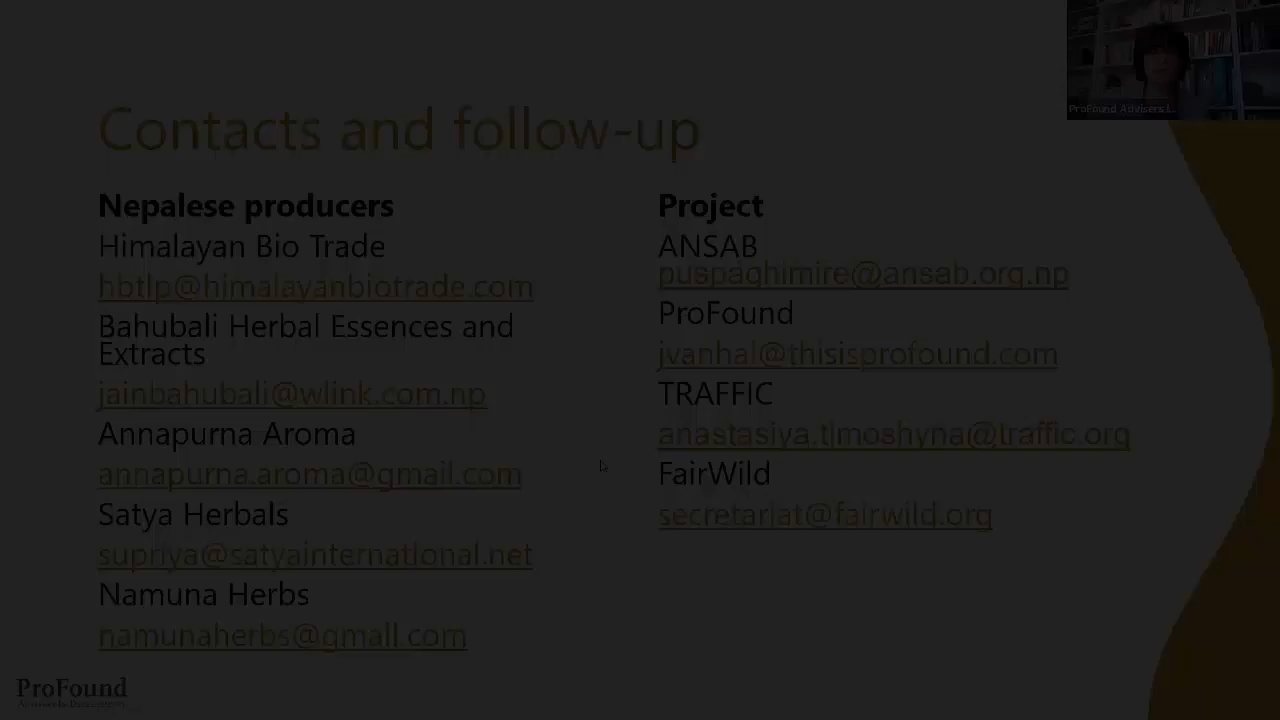 Contacts and follow-up
Nepalese producers
Himalayan Bio Trade
hbtlp@himalayanbiotrade.com
Bahubali Herbal Essences and
Extracts
jainbahubali@wlink.com.np
Annapurna Aroma
annapurna.aroma@gmail.com
Satya Herbals
supriya@satyainternational.net
Namuna Herbs
namunaherbs@gmail.com
Project
ANSAB
puspaghimire@ansab.org.np
ProFound
jvanhal@thisisprofound.com
TRAFFIC
anastasiya.timoshyna@traffic.org
FairWild
secretariat@fairwild.org
ProFound Advisers L...
ProFound